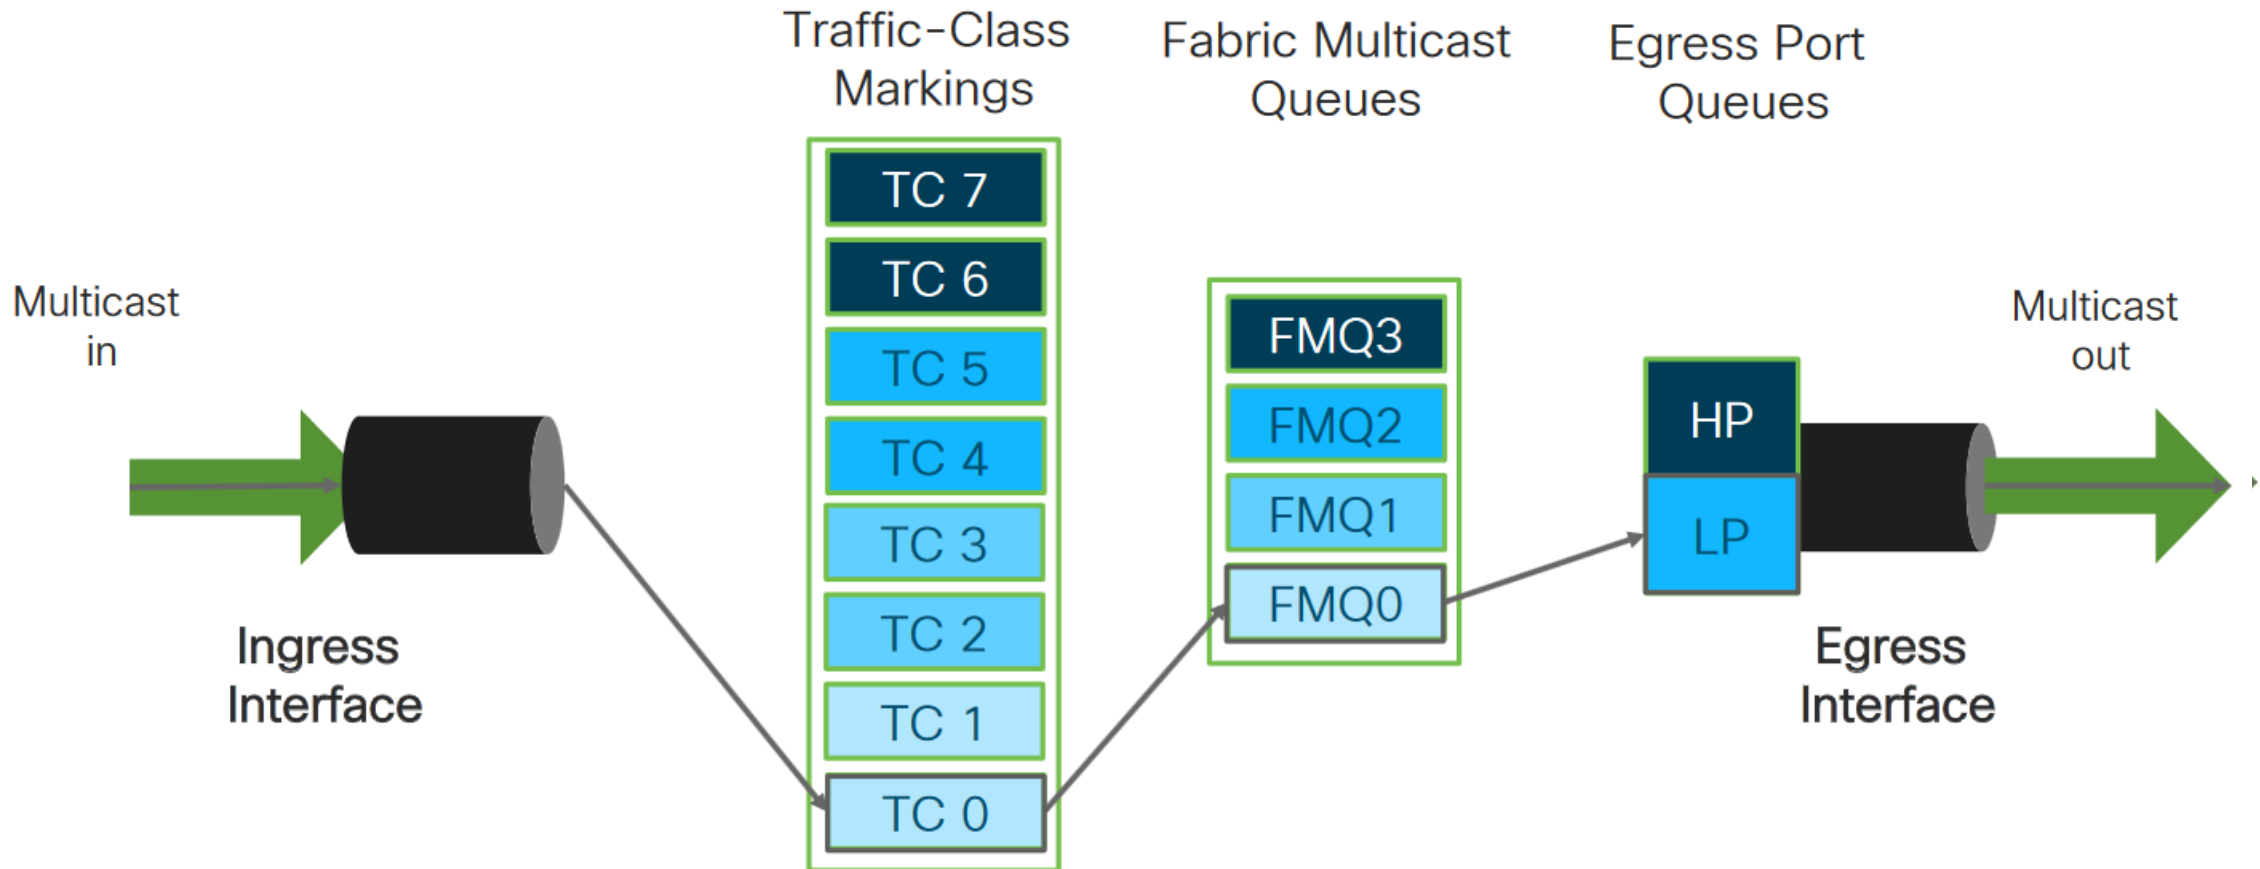 Traffic-Class
Markings
Fabric Multicast
Queues
Egress Port
Queues
Multicast
in
TC 7
TC 6
TC 5
TC 4
TC 3
TC 2
TC 1
TC 0
FMQ3
FMQ2
FMQ1
FMQ0
HP
LP
Multicast
out
Ingress
Interface
Egress
Interface